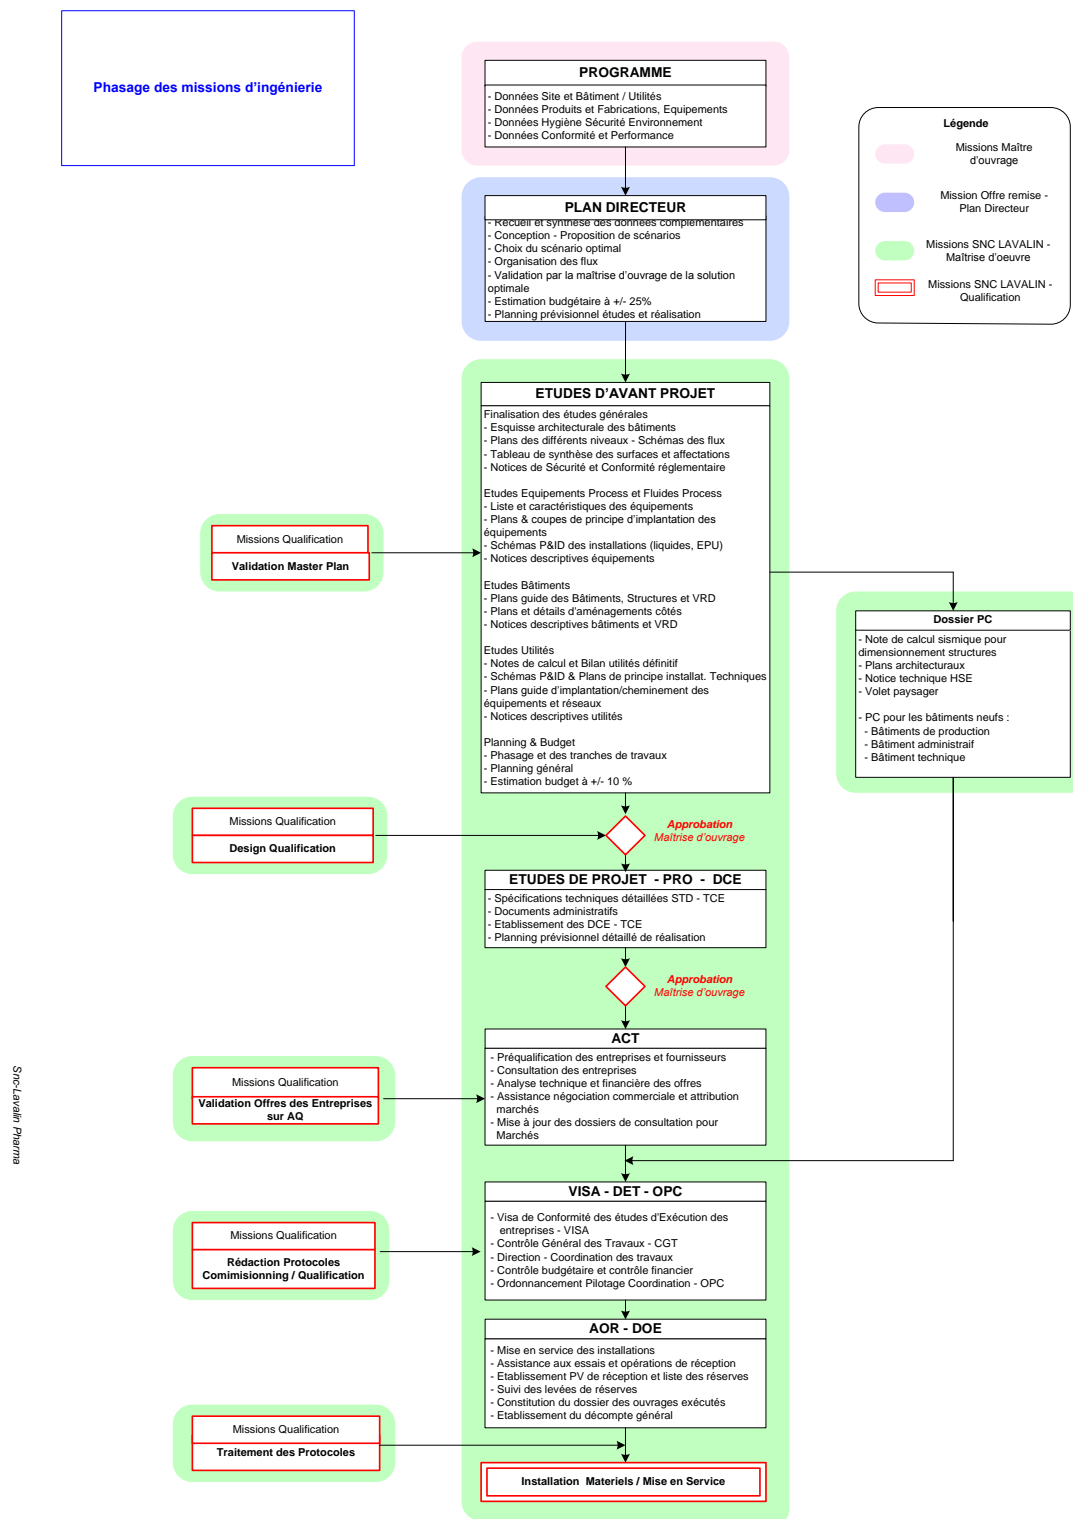 Phasage des missions d'ingénierie
PROGRAMME
- Données Site et Bâtiment / Utilités
- Données Produits et Fabrications, Equipements
- Données Hygiène Sécurité Environnement
- Données Conformité et Performance
Légende
Missions Maître
d'ouvrage
Mission Offre remise -
Plan Directeur
Missions SNC LAVALIN -
Maîtrise d'oeuvre
Missions SNC LAVALIN -
Qualification
PLAN DIRECTEUR
- Recueil et synthèse des données complémentaires
- Conception - Proposition de scénarios
- Choix du scénario optimal
- Organisation des flux
- Validation par la maîtrise d'ouvrage de la solution
optimale
- Estimation budgétaire à +/- 25%
- Planning prévisionnel études et réalisation
ETUDES D'AVANT PROJET
Finalisation des études générales
- Esquisse architecturale des bâtiments
- Plans des différents niveaux - Schémas des flux
- Tableau de synthèse des surfaces et affectations
- Notices de Sécurité et Conformité réglementaire
Etudes Equipements Process et Fluides Process
- Liste et caractéristiques des équipements
- Plans & coupes de principe d'implantation des
équipements
- Schémas P&ID des installations (liquides, EPU)
- Notices descriptives équipements
Etudes Bâtiments
- Plans guide des Bâtiments, Structures et VRD
- Plans et détails d'aménagements côtés
- Notices descriptives bâtiments et VRD
Etudes Utilités
- Notes de calcul et Bilan utilités définitif
- Schémas P&ID & Plans de principe installat. Techniques
- Plans guide d'implantation/cheminement des
équipements et réseaux
- Notices descriptives utilités
Planning & Budget
- Phasage et des tranches de travaux
- Planning général
- Estimation budget à +/- 10 %
Missions Qualification
Validation Master Plan
Dossier PC
- Note de calcul sismique pour
dimensionnement structures
- Plans architecturaux
- Notice technique HSE
- Volet paysager
- PC pour les bâtiments neufs :
- Bâtiments de production
- Bâtiment administraif
- Bâtiment technique
Missions Qualification
Design Qualification
Approbation
Maîtrise d'ouvrage
ETUDES DE PROJET - PRO - DCE
- Spécifications techniques détaillées STD - TCE
- Documents administratifs
- Etablissement des DCE - TCE
- Planning prévisionnel détaillé de réalisation
Approbation
Maîtrise d'ouvrage
ACT
- Préqualification des entreprises et fournisseurs
- Consultation des entreprises
- Analyse technique et financière des offres
- Assistance négociation commerciale et attribution
marchés
- Mise à jour des dossiers de consultation pour
Marchés
Missions Qualification
Validation Offres des Entreprises
sur AQ
Snc-Lavalin Pharma
VISA - DET - OPC
- Visa de Conformité des études d'Exécution des
entreprises - VISA
- Contrôle Général des Travaux - CGT
- Direction - Coordination des travaux
- Contrôle budgétaire et contrôle financier
- Ordonnancement Pilotage Coordination - OPC
Missions Qualification
Rédaction Protocoles
Comimisionning / Qualification
AOR - DOE
- Mise en service des installations
- Assistance aux essais et opérations de réception
- Etablissement PV de réception et liste des réserves
- Suivi des levées de réserves
- Constitution du dossier des ouvrages exécutés
- Etablissement du décompte général
Missions Qualification
Traitement des Protocoles
Installation Materiels / Mise en Service